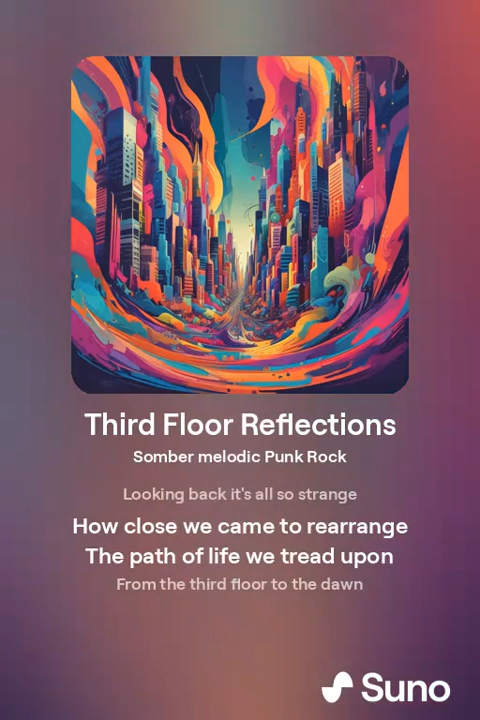 Third Floor Reflections
Somber melodic Punk Rock
Looking back it's all so strange
How close we came to rearrange
The path of life we tread upon
From the third floor to the dawn
Suno